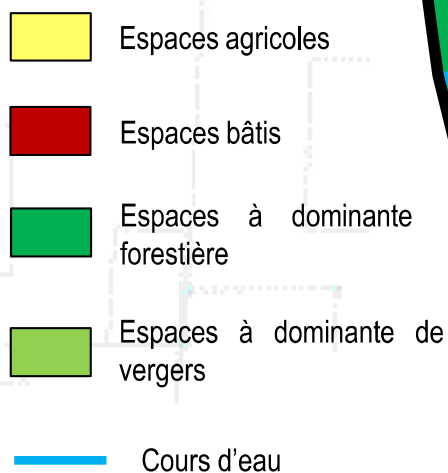 Espaces agricoles
Espaces bâtis
Espaces à dominante
forestière
Espaces à dominante de
vergers
Cours d'eau